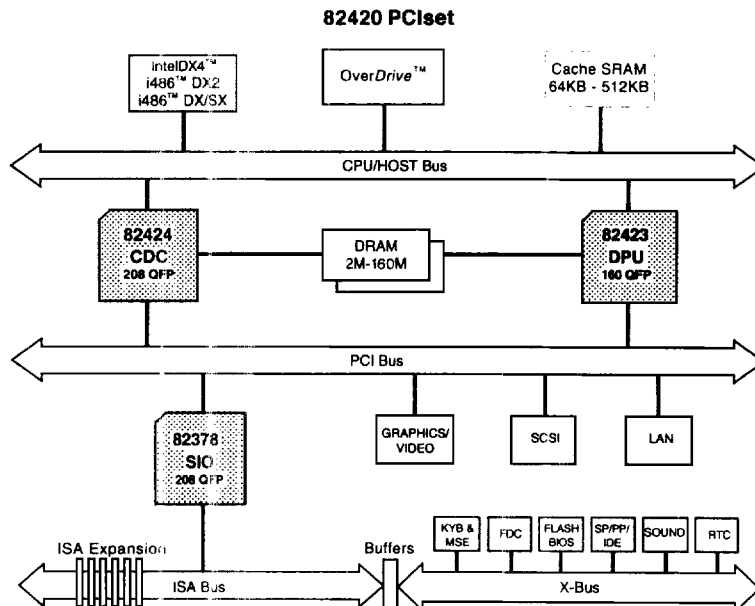 82420 PCIset
IntelDX4™
i486™ DX2
i486™ DX/SX
OverDrive™
Cache SRAM
64KB - 512KB
CPU/HOST Bus
82424
CDC
208 QFP
DRAM
2M-160M
82423
DPU
160 QFP
PCI Bus
82378
SIO
208 QFP
GRAPHICS/
VIDEO
SCSI
LAN
ISA Expansion
Buffers
KYB &
MSE
FDC
FLASH
BIOS
SP/PP/
IDE
SOUND
RTC
ISA Bus
X-Bus